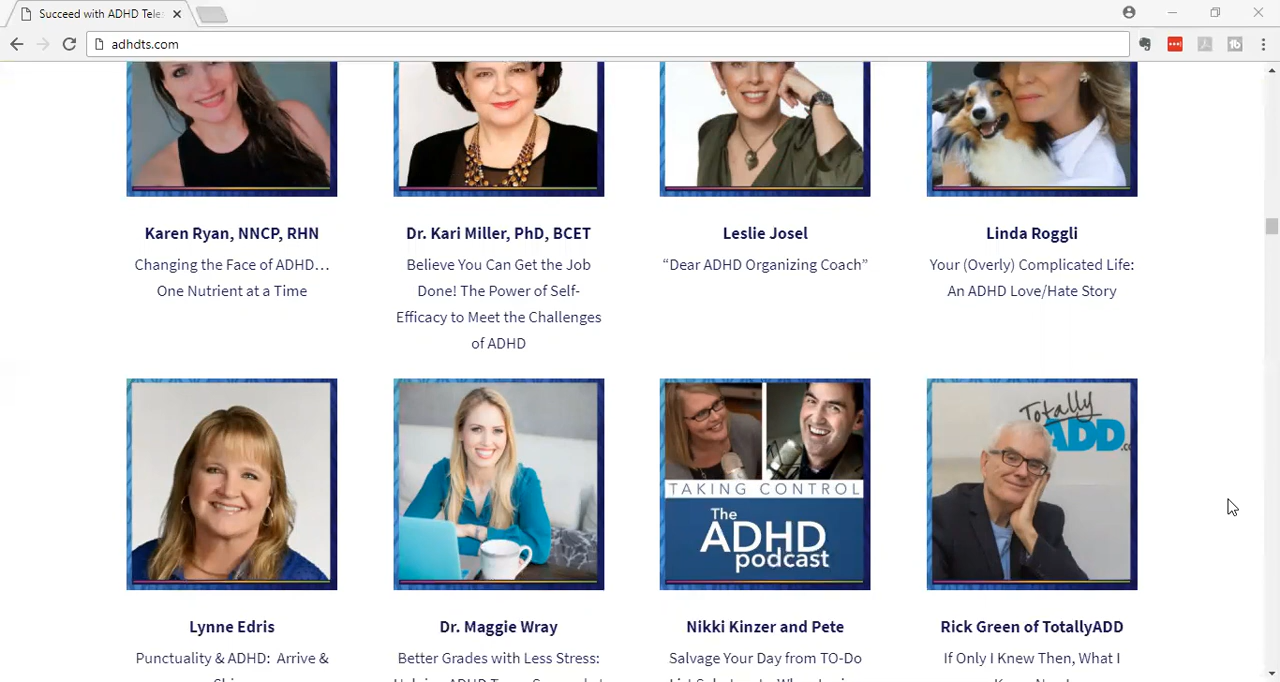 Succeed with ADHD Tele
adhdts.com
Karen Ryan, NNCP, RHN
Changing the Face of ADHD…
One Nutrient at a Time
Dr. Kari Miller, PhD, BCET
Believe You Can Get the Job
Done! The Power of Self-
Efficacy to Meet the Challenges
of ADHD
Leslie Josel
“Dear ADHD Organizing Coach”
Linda Roggli
Your (Overly) Complicated Life:
An ADHD Love/Hate Story
TAKING CONTROL
The
ADHD
podcast
Totally
ADD.co
Lynne Edris
Punctuality & ADHD: Arrive &
Dr. Maggie Wray
Better Grades with Less Stress:
Nikki Kinzer and Pete
Salvage Your Day from TO-Do
Rick Green of TotallyADD
If Only I Knew Then, What I